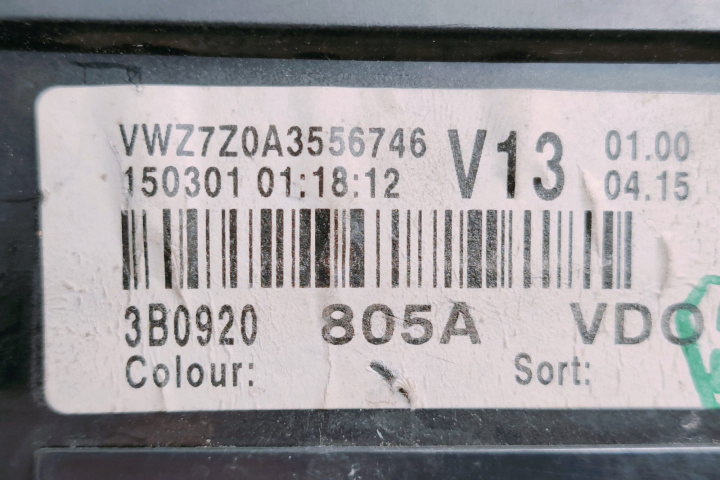 VWZ7Z0A3556746 V13 01.00
150301 01:18:12 04.15
3B0920 805A VDO
Colour: Sort: